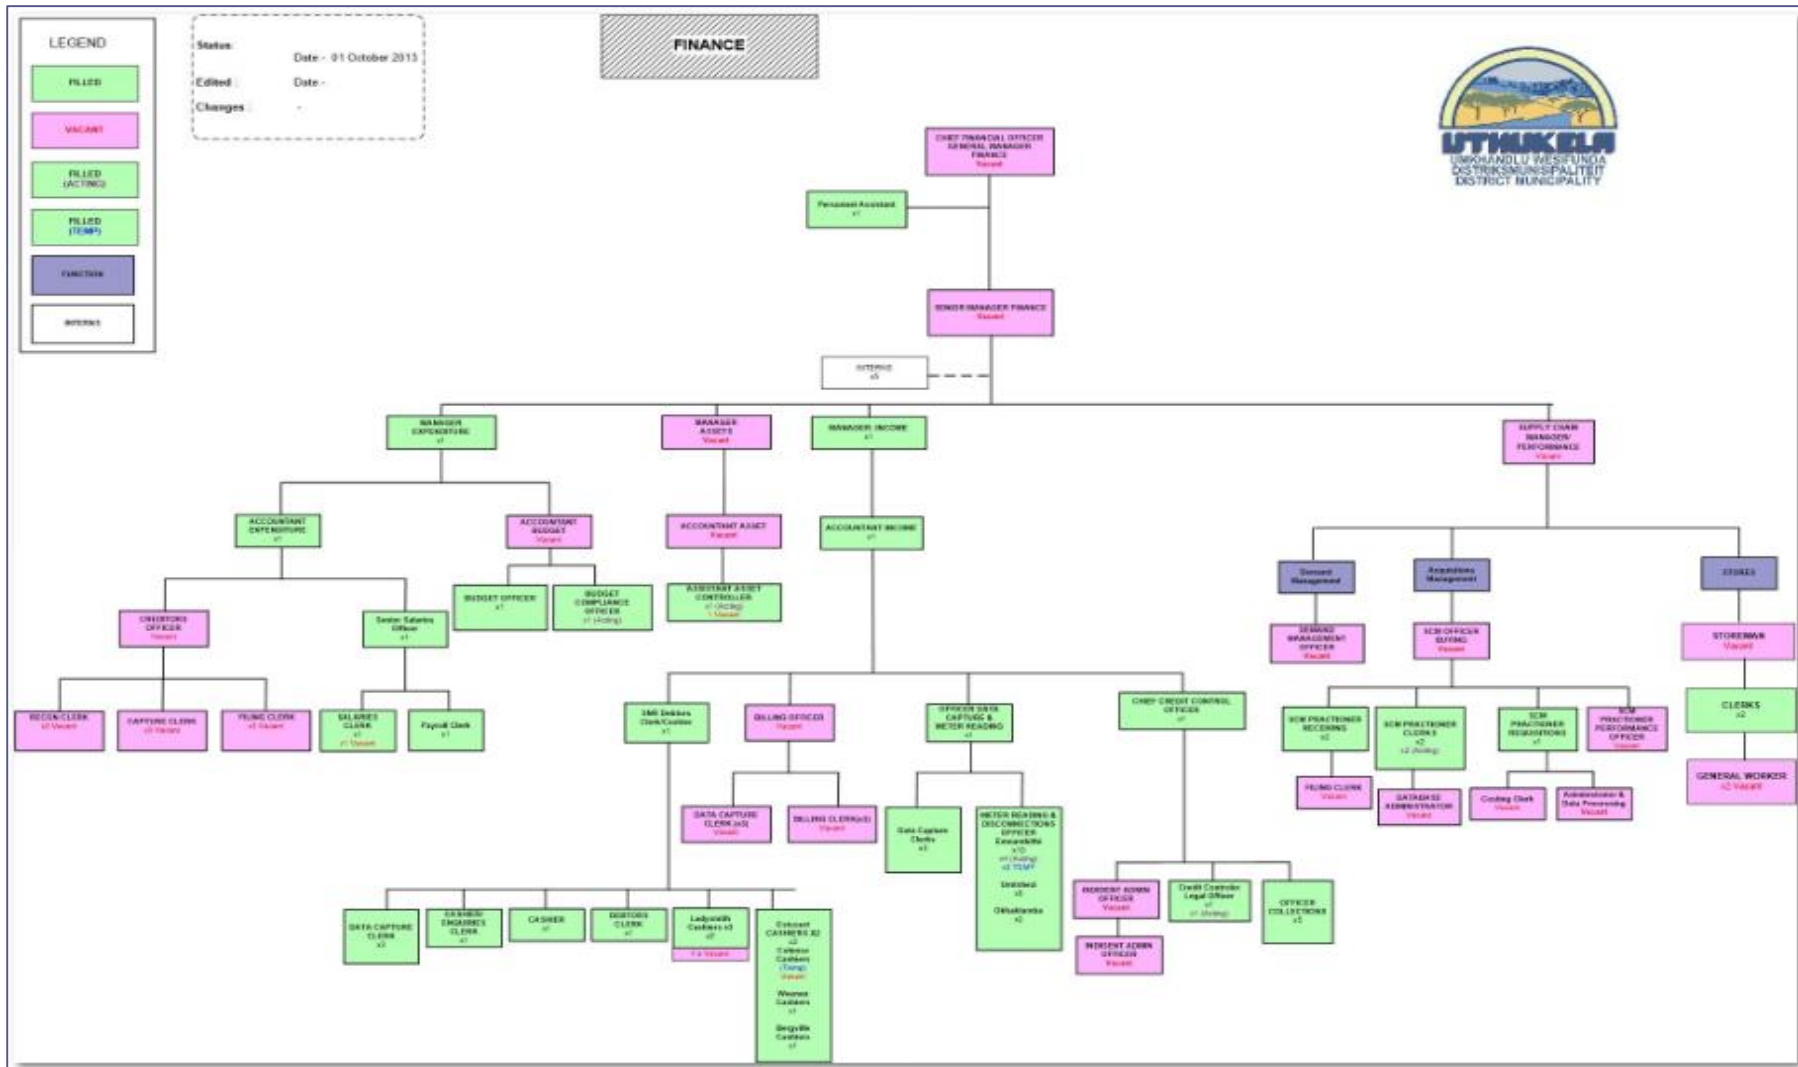 LEGEND
FILLED
VACANT
FILLED
(ACTING)
FILLED
(TEMP)
FUNCTION
INTERNS
Status:
Date - 01 October 2013
Edited :
Date -
Changes :
-
FINANCE
UTHUKELA
UMKHANDLU WESIFUNDA
DISTRIKSMUNISIPALITEIT
DISTRICT MUNICIPALITY
CHIEF FINANCIAL OFFICER
GENERAL MANAGER
FINANCE
Vacant
Personal Assistant
x1
SENIOR MANAGER FINANCE
Vacant
INTERNS
x5
MANAGER
EXPENDITURE
x1
MANAGER
ASSETS
Vacant
MANAGER: INCOME
x1
SUPPLY CHAIN
MANAGER/
PERFORMANCE
Vacant
ACCOUNTANT
EXPENDITURE
x1
ACCOUNTANT
BUDGET
Vacant
ACCOUNTANT ASSET
Vacant
ACCOUNTANT INCOME
x1
Demand
Management
Acquisitions
Management
STORES
BUDGET OFFICER
x1
BUDGET
COMPLIANCE
OFFICER
x1 (Acting)
ASSISTANT ASSET
CONTROLLER
x1 (Acting)
1 Vacant
CREDITORS
OFFICER
Vacant
Senior Salaries
Officer
x1
DEMAND
MANAGEMENT
OFFICER
Vacant
SCM OFFICER
BUYING
Vacant
STOREMAN
Vacant
RECON CLERK
Vacant
CAPTURE CLERK
Vacant
FILING CLERK
Vacant
SALARIES
CLERK
x1
x1 Vacant
Payroll Clerk
x1
SNR Debtors
Clerk/Cashier
x1
BILLING OFFICER
Vacant
OFFICER DATA
CAPTURE &
METER READING
x1
CHIEF CREDIT CONTROL
OFFICER
x1
SCM PRACTIONER
RECEIVING
x2
SCM PRACTIONER
CLERKS
x2
x2 (Acting)
SCM
PRACTIONER
REQUISITIONS
x1
SCM
PRACTIONER
PERFORMANCE
OFFICER
Vacant
CLERKS
x2
GENERAL WORKER
x2 Vacant
FILING CLERK
Vacant
DATABASE
ADMINISTRATOR
Vacant
Costing Clerk
Vacant
Administrator &
Data Processing
Vacant
DATA CAPTURE
CLERK (x3)
Vacant
BILLING CLERK(x3)
Vacant
Data Capture
Clerks
x3
METER READING &
DISCONNECTIONS
OFFICER
Emnambithi
x10
x1 (Acting)
x2 TEMP
Umtshezi
Okhahlamba
INDIGENT ADMIN
OFFICER
Vacant
Credit Controller
Legal Officer
x1
x1 (Acting)
OFFICER
COLLECTIONS
x5
INDIGENT ADMIN
OFFICER
Vacant
DATA CAPTURE
CLERK
x3
CASHIER/
ENQUIRIES
CLERK
x1
CASHIER
x1
DEBTORS
CLERK
x1
Ladysmith
Cashiers x3
Vacant
Estcourt
CASHIERS X2
x2
Colenso
Cashiers
(Temp)
Vacant
Weenen
Cashiers
x1
Bergville
Cashiers
x1